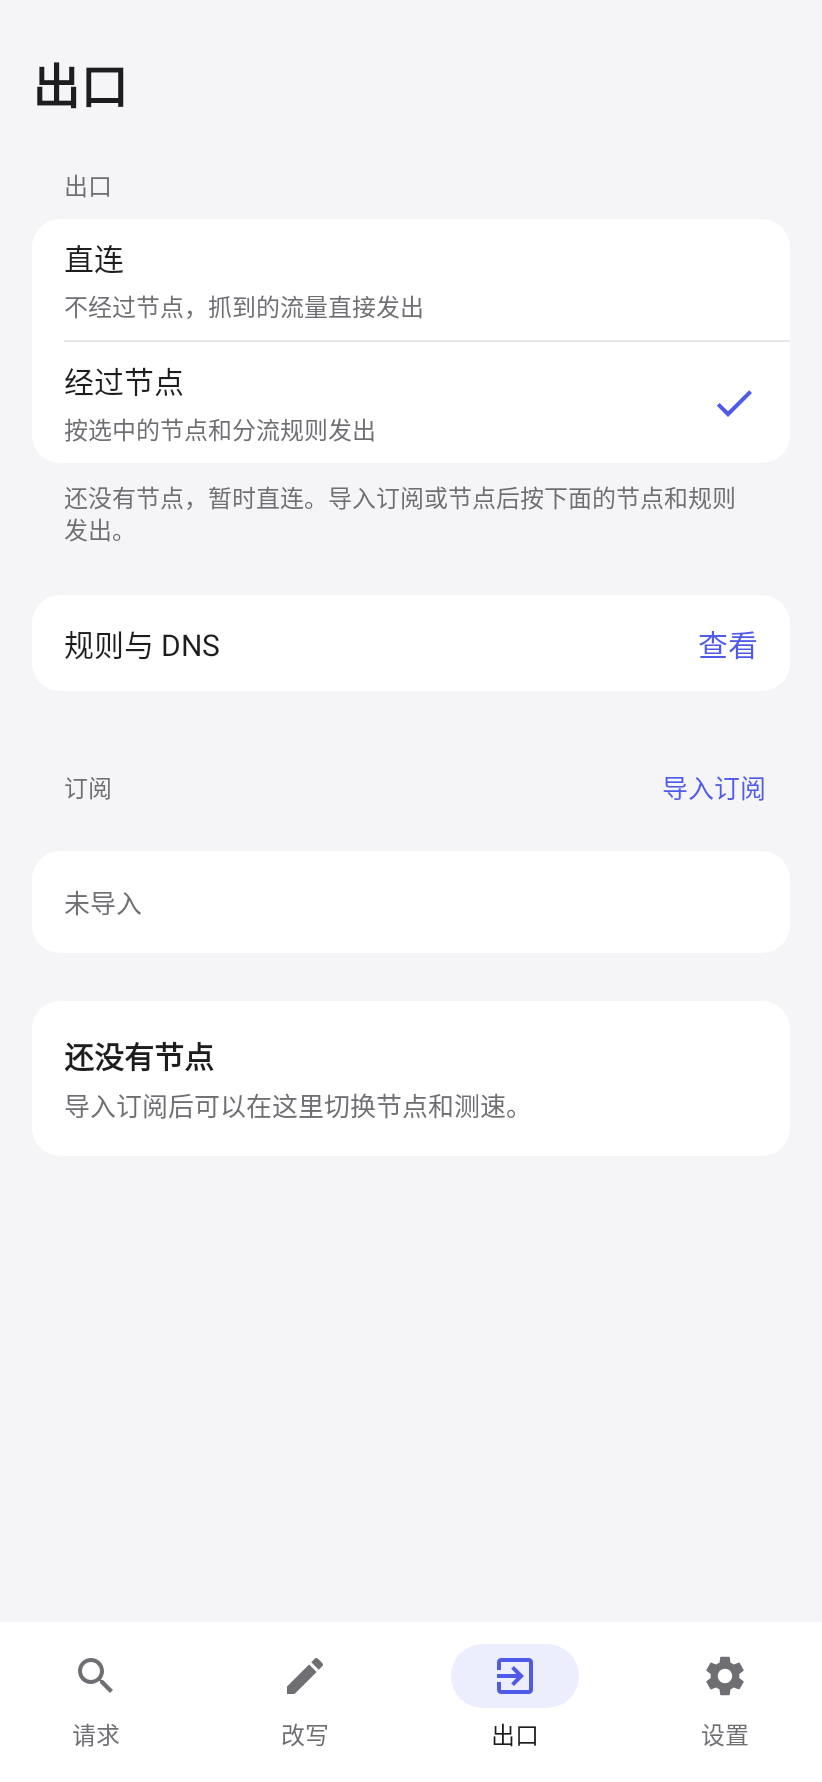 出口
出口
直连
不经过节点，抓到的流量直接发出
经过节点
按选中的节点和分流规则发出
还没有节点，暂时直连。导入订阅或节点后按下面的节点和规则
发出。
规则与 DNS
查看
订阅
导入订阅
未导入
还没有节点
导入订阅后可以在这里切换节点和测速。
请求
改写
出口
设置